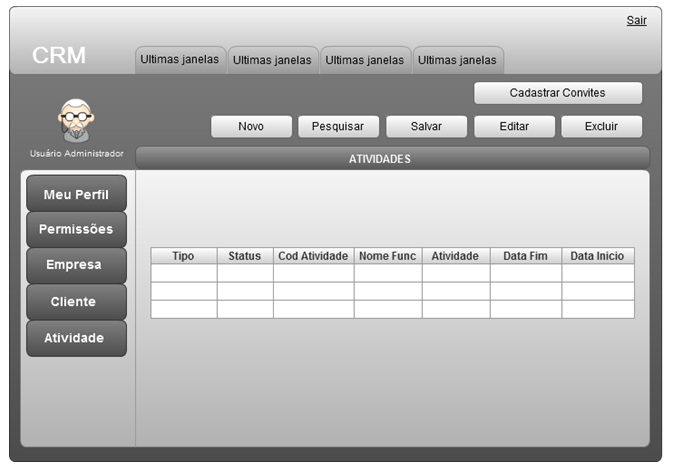 Sair
CRM
Ultimas janelas Ultimas janelas Ultimas janelas Ultimas janelas
Cadastrar Convites
Novo Pesquisar Salvar Editar Excluir
Usuário Administrador
ATIVIDADES
Meu Perfil
Permissões
Empresa
Cliente
Atividade
Tipo Status Cod Atividade Nome Func Atividade Data Fim Data Inicio